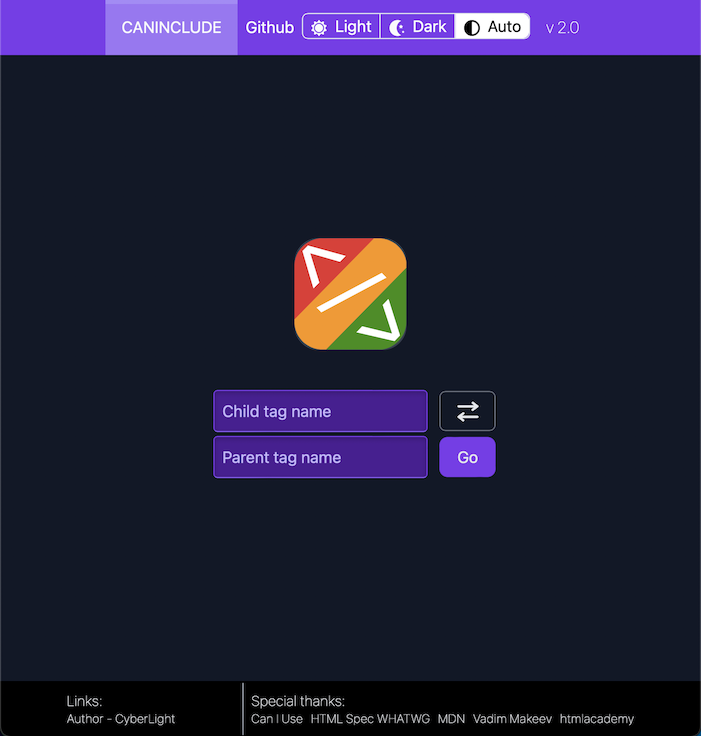 CANINCLUDE Github Light Dark Auto v 2.0
Child tag name
Parent tag name Go
Links:
Author - CyberLight
Special thanks:
Can I Use HTML Spec WHATWG MDN Vadim Makeev htmlacademy